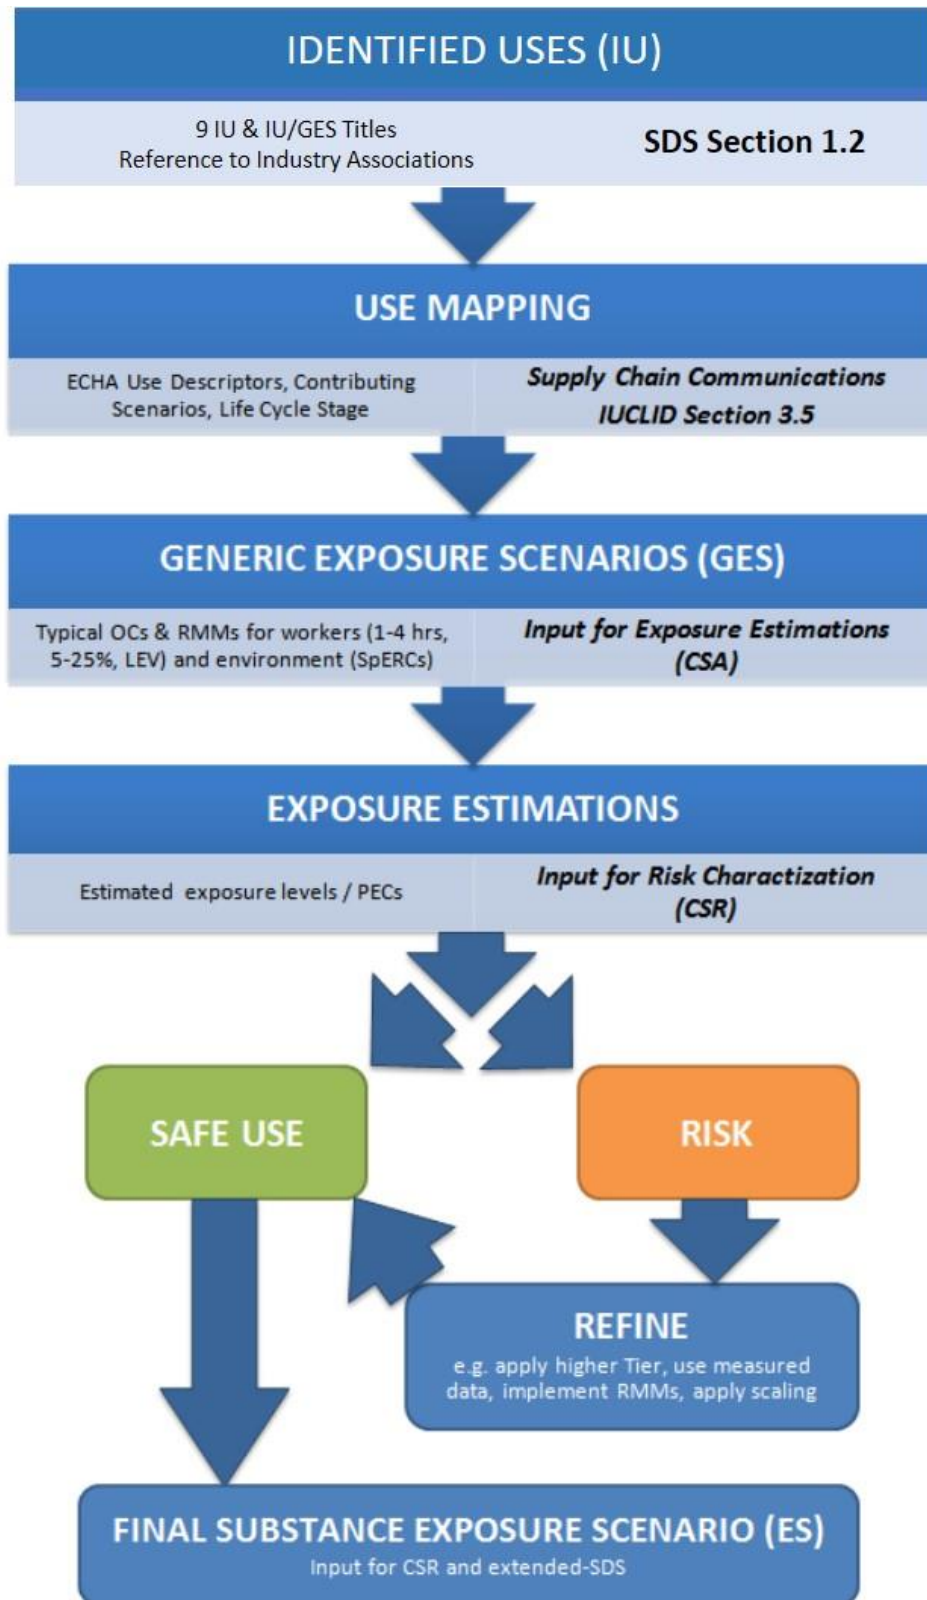 IDENTIFIED USES (IU)
9 IU & IU/GES Titles
Reference to Industry Associations
SDS Section 1.2
USE MAPPING
ECHA Use Descriptors, Contributing
Scenarios, Life Cycle Stage
Supply Chain Communications
IUCLID Section 3.5
GENERIC EXPOSURE SCENARIOS (GES)
Typical OCs & RMMs for workers (1-4 hrs,
5-25%, LEV) and environment (SpERCs)
Input for Exposure Estimations
(CSA)
EXPOSURE ESTIMATIONS
Estimated exposure levels / PECs
Input for Risk Charactization
(CSR)
SAFE USE
RISK
REFINE
e.g. apply higher Tier, use measured
data, implement RMMs, apply scaling
FINAL SUBSTANCE EXPOSURE SCENARIO (ES)
Input for CSR and extended-SDS